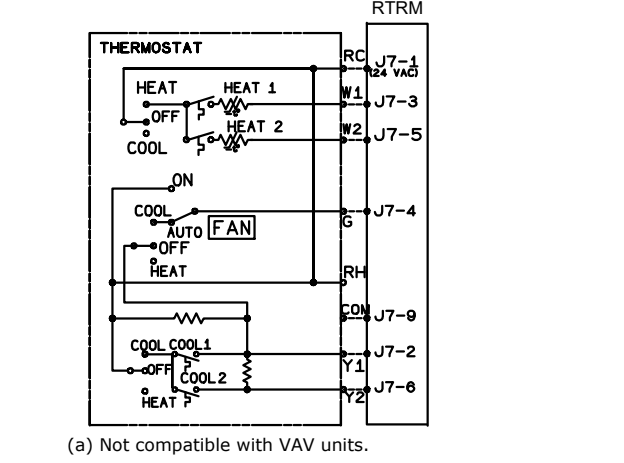 RTRM
THERMOSTAT
RC
J7-1
(24 VAC)
HEAT
HEAT 1
W1
J7-3
OFF
HEAT 2
W2
J7-5
COOL
ON
COOL
J7-4
AUTO
FAN
G
OFF
HEAT
RH
COM
J7-9
COOL
COOL1
J7-2
OFF
Y1
COOL2
J7-6
HEAT
Y2
(a) Not compatible with VAV units.